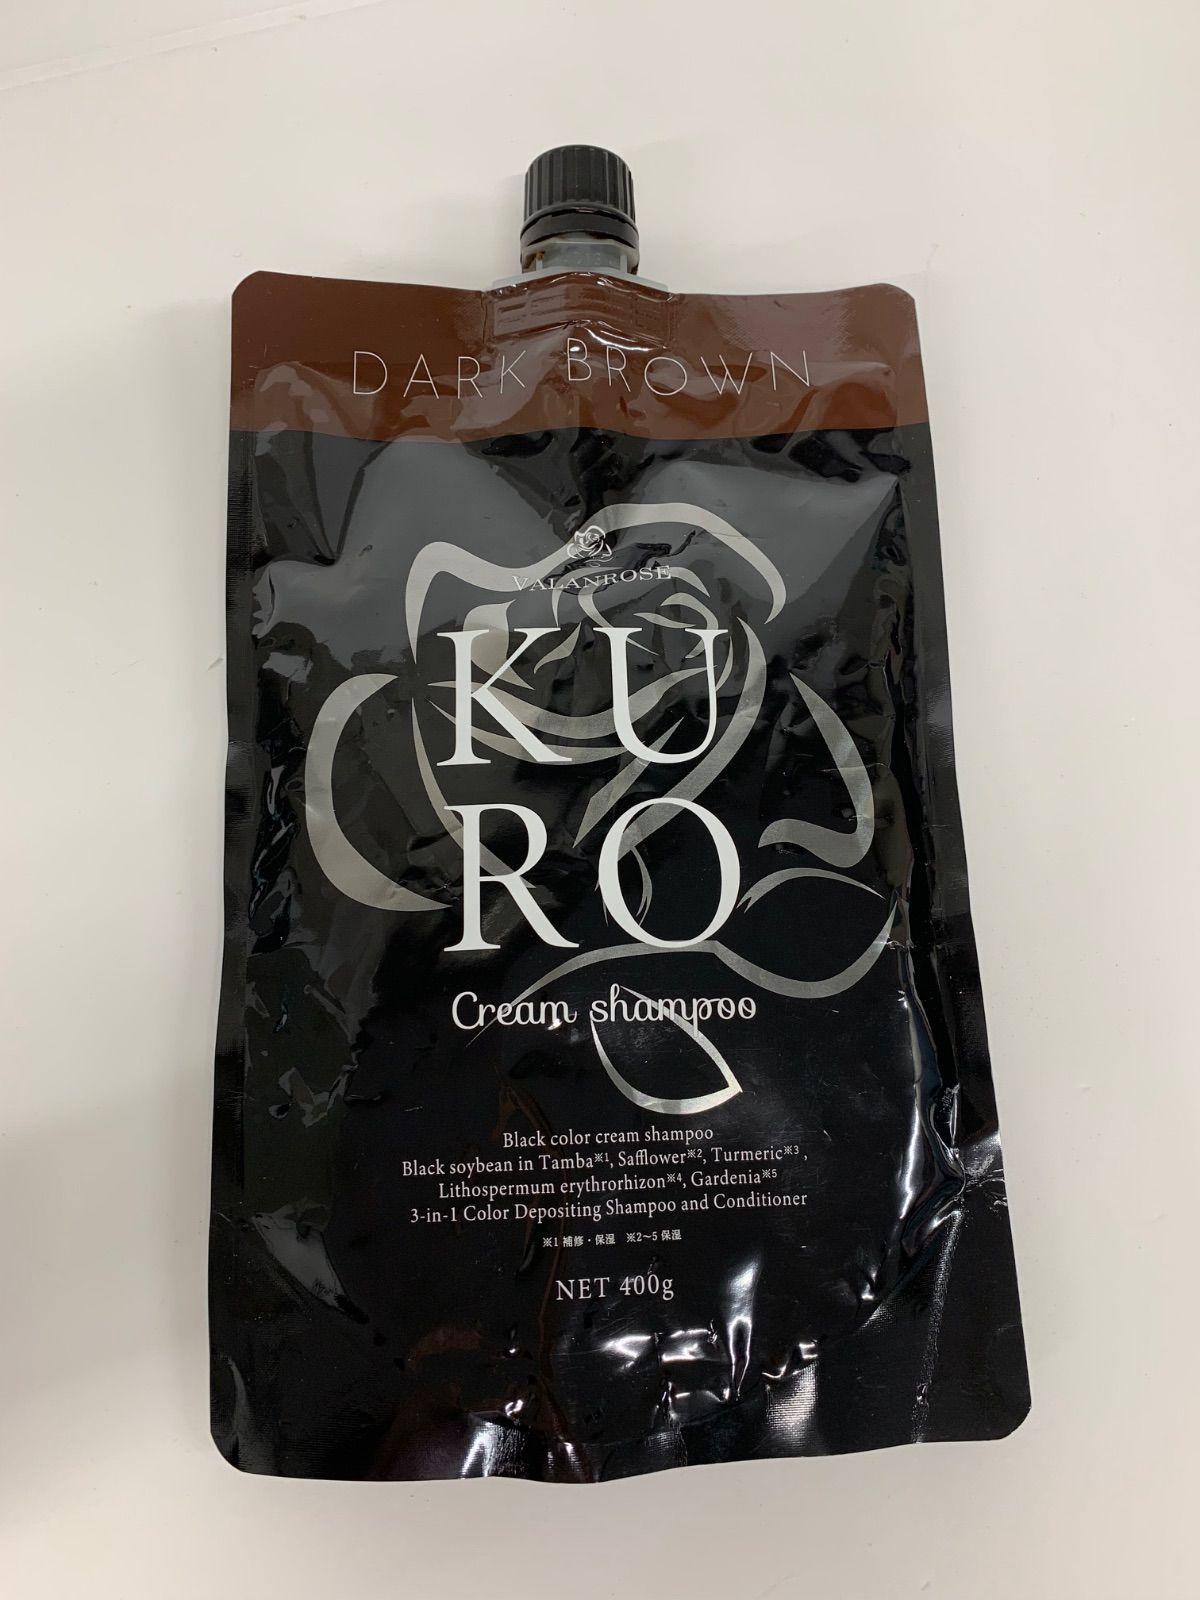 DARK BROWN
VALANROSE
KU
RO
Cream shampoo
Black color cream shampoo
Black soybean in Tamba※1, Safflower※2, Turmeric※3 ,
Lithospermum erythrorhizon※4, Gardenia※5
3-in-1 Color Depositing Shampoo and Conditioner
※1 補修・保湿　※2～5 保湿
NET 400g